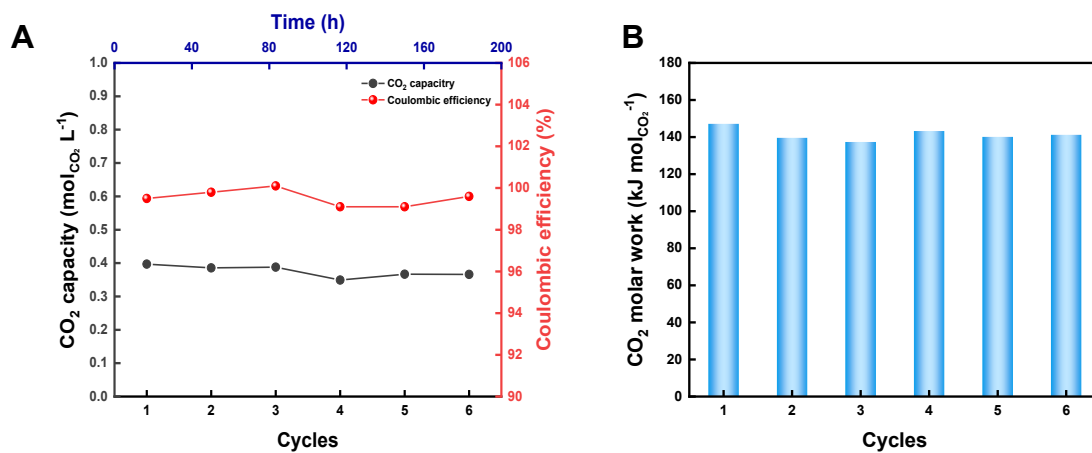 A
Time (h)
0 40 80 120 160 200
CO₂ capacity (mol_CO₂ L⁻¹)
1.0
0.9
0.8
0.7
0.6
0.5
0.4
0.3
0.2
0.1
0.0
CO₂ capacitry
Coulombic efficiency
106
104
102
100
98
96
94
92
90
Coulombic efficiency (%)
1 2 3 4 5 6
Cycles
B
CO₂ molar work (kJ mol_CO₂⁻¹)
180
160
140
120
100
80
60
40
20
0
1 2 3 4 5 6
Cycles